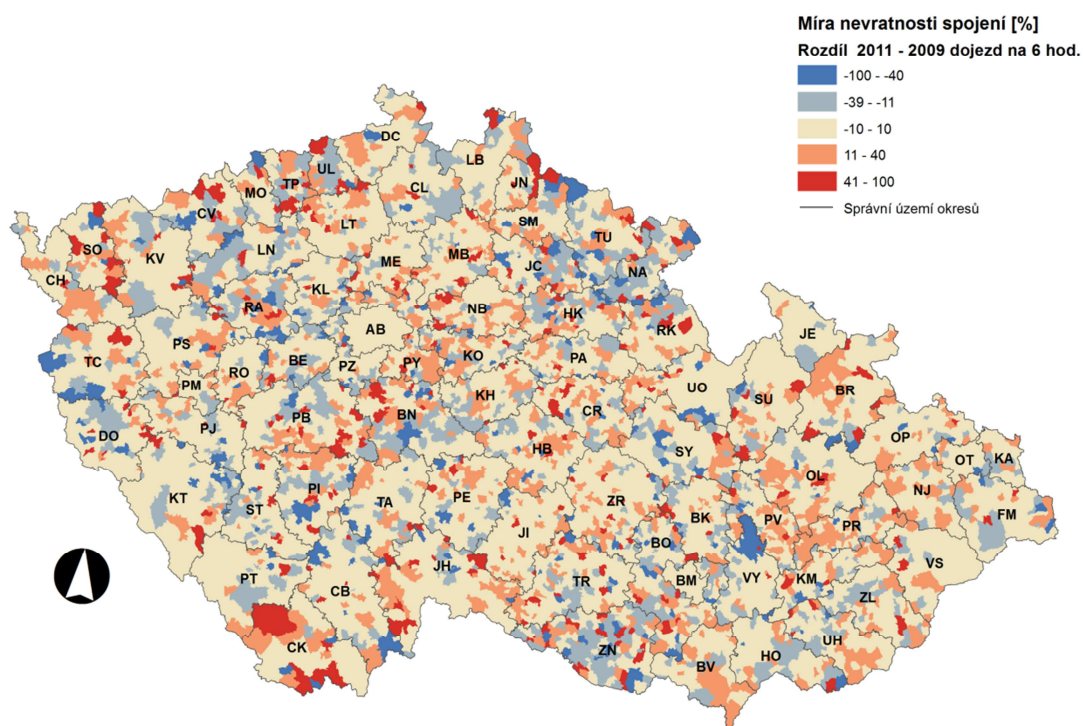 Míra nevratnosti spojení [%]
Rozdíl 2011 - 2009 dojezd na 6 hod.
-100 - -40
-39 - -11
-10 - 10
11 - 40
41 - 100
Správní území okresů
DC
LB
UL
TP
MO
CL
JN
CV
LT
SM
SO
KV
LN
TU
ME
MB
JC
NA
CH
KL
RA
NB
HK
RK
AB
PS
JE
TC
RO
BE
PZ
PY
KO
PA
PM
UO
SU
BR
KH
PB
BN
CR
DO
PJ
OP
HB
SY
OT
KA
OL
KT
PI
PE
ZR
NJ
ST
TA
BK
PV
PR
FM
JI
BO
VS
PT
JH
TR
BM
VY
KM
CB
ZL
CK
ZN
UH
BV
HO